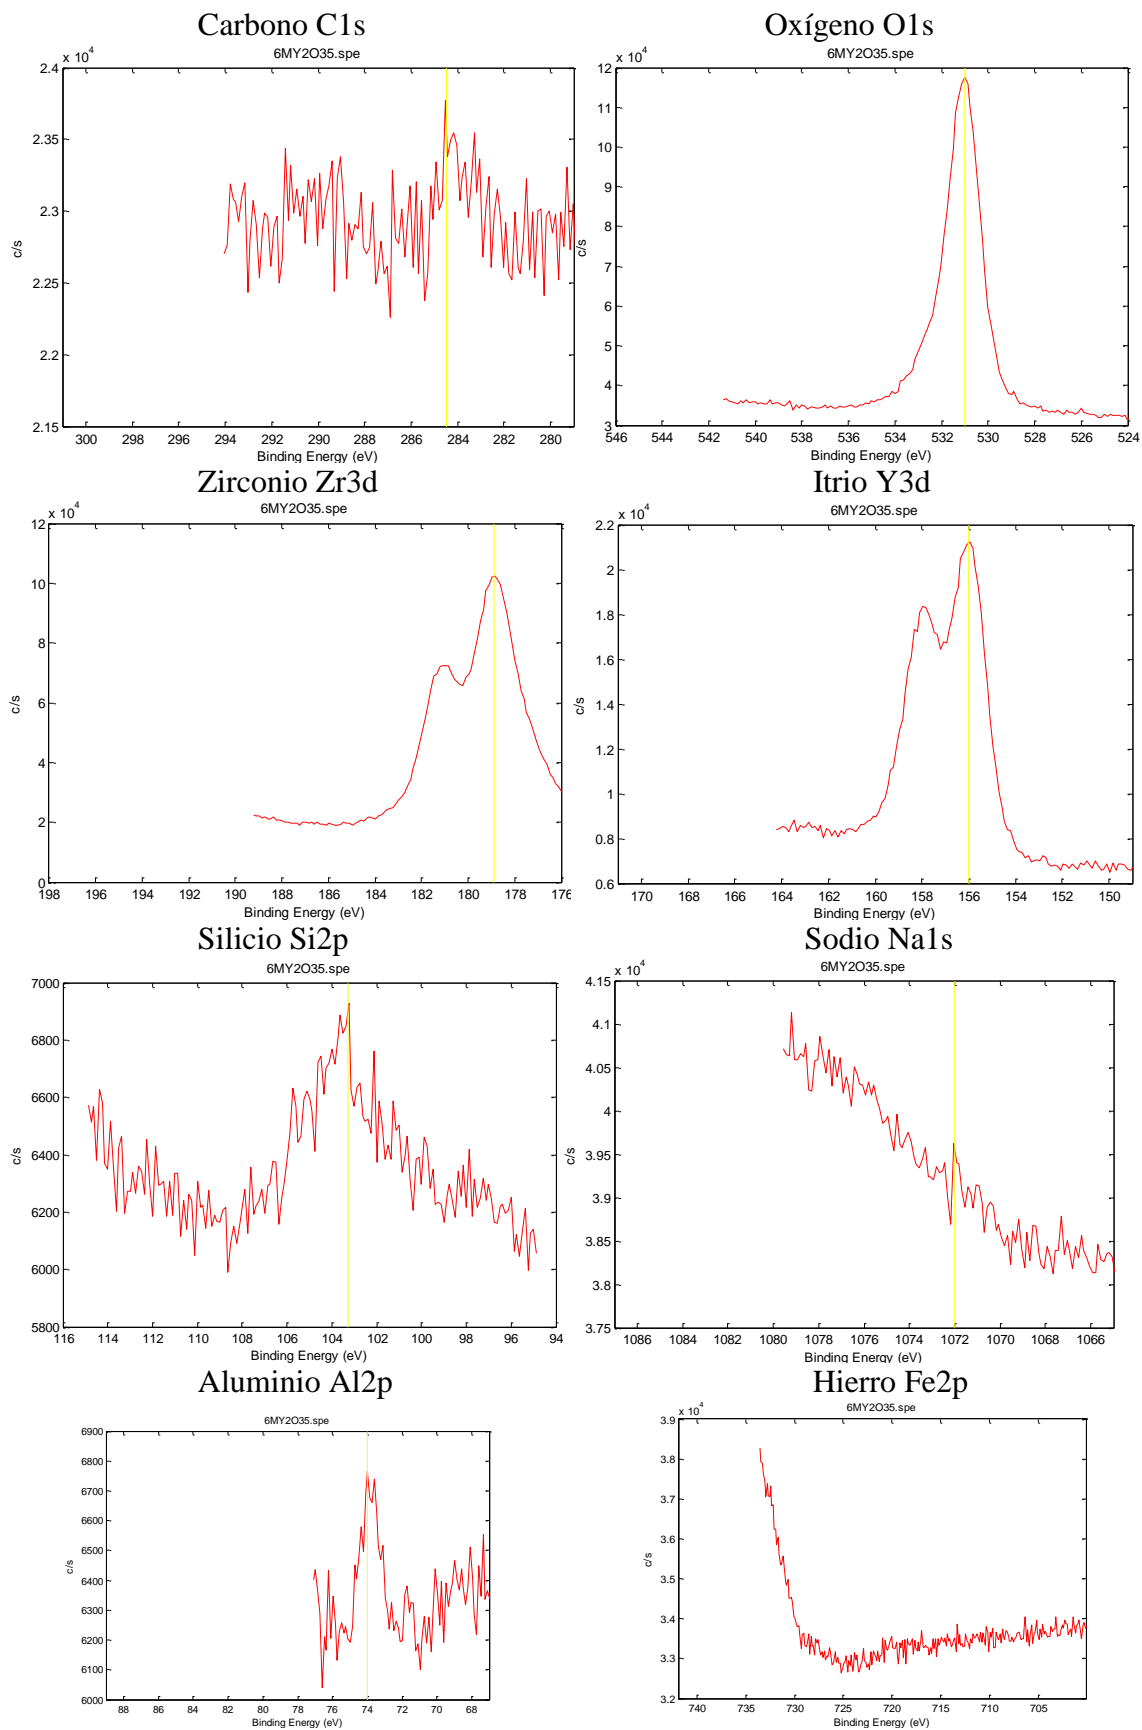 Carbono C1s
6MY2O35.spe
x 10^4
2.4
2.35
2.3
2.25
2.2
2.15
c/s
300 298 296 294 292 290 288 286 284 282 280
Binding Energy (eV)
Oxígeno O1s
6MY2O35.spe
x 10^4
12
11
10
9
8
7
6
5
4
3
c/s
546 544 542 540 538 536 534 532 530 528 526 524
Binding Energy (eV)
Zirconio Zr3d
6MY2O35.spe
x 10^4
12
10
8
6
4
2
0
c/s
198 196 194 192 190 188 186 184 182 180 178 176
Binding Energy (eV)
Itrio Y3d
6MY2O35.spe
x 10^4
2.2
2
1.8
1.6
1.4
1.2
1
0.8
0.6
c/s
170 168 166 164 162 160 158 156 154 152 150
Binding Energy (eV)
Silicio Si2p
6MY2O35.spe
7000
6800
6600
6400
6200
6000
5800
c/s
116 114 112 110 108 106 104 102 100 98 96 94
Binding Energy (eV)
Sodio Na1s
6MY2O35.spe
x 10^4
4.15
4.1
4.05
4
3.95
3.9
3.85
3.8
3.75
c/s
1086 1084 1082 1080 1078 1076 1074 1072 1070 1068 1066
Binding Energy (eV)
Aluminio Al2p
6MY2O35.spe
6900
6800
6700
6600
6500
6400
6300
6200
6100
6000
c/s
88 86 84 82 80 78 76 74 72 70 68
Binding Energy (eV)
Hierro Fe2p
6MY2O35.spe
x 10^4
3.9
3.8
3.7
3.6
3.5
3.4
3.3
3.2
c/s
740 735 730 725 720 715 710 705
Binding Energy (eV)